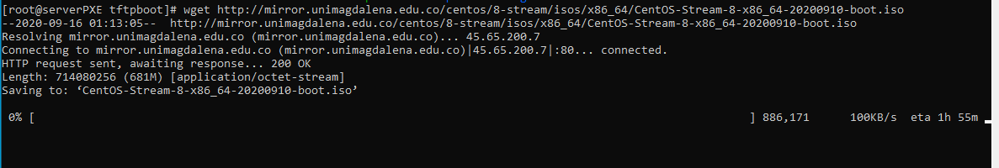 [root@serverPXE tftpboot]# wget http://mirror.unimagdalena.edu.co/centos/8-stream/isos/x86_64/CentOS-Stream-8-x86_64-20200910-boot.iso
--2020-09-16 01:13:05--  http://mirror.unimagdalena.edu.co/centos/8-stream/isos/x86_64/CentOS-Stream-8-x86_64-20200910-boot.iso
Resolving mirror.unimagdalena.edu.co (mirror.unimagdalena.edu.co)... 45.65.200.7
Connecting to mirror.unimagdalena.edu.co (mirror.unimagdalena.edu.co)|45.65.200.7|:80... connected.
HTTP request sent, awaiting response... 200 OK
Length: 714080256 (681M) [application/octet-stream]
Saving to: ‘CentOS-Stream-8-x86_64-20200910-boot.iso’
0% [ ] 886,171 100KB/s eta 1h 55m